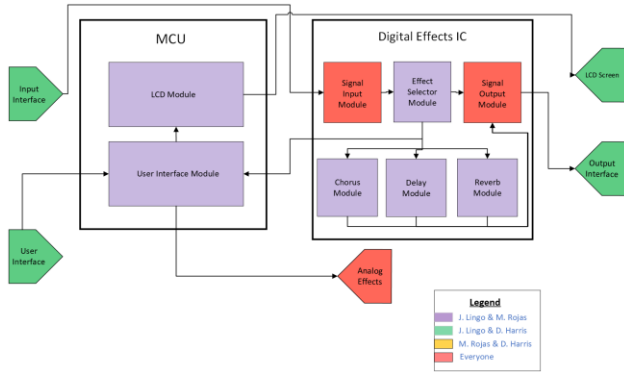 MCU
Digital Effects IC
Input
Interface
LCD Module
Signal
Input
Module
Effect
Selector
Module
Signal
Output
Module
LCD Screen
User Interface Module
Chorus
Module
Delay
Module
Reverb
Module
Output
Interface
User
Interface
Analog
Effects
Legend
J. Lingo & M. Rojas
J. Lingo & D. Harris
M. Rojas & D. Harris
Everyone